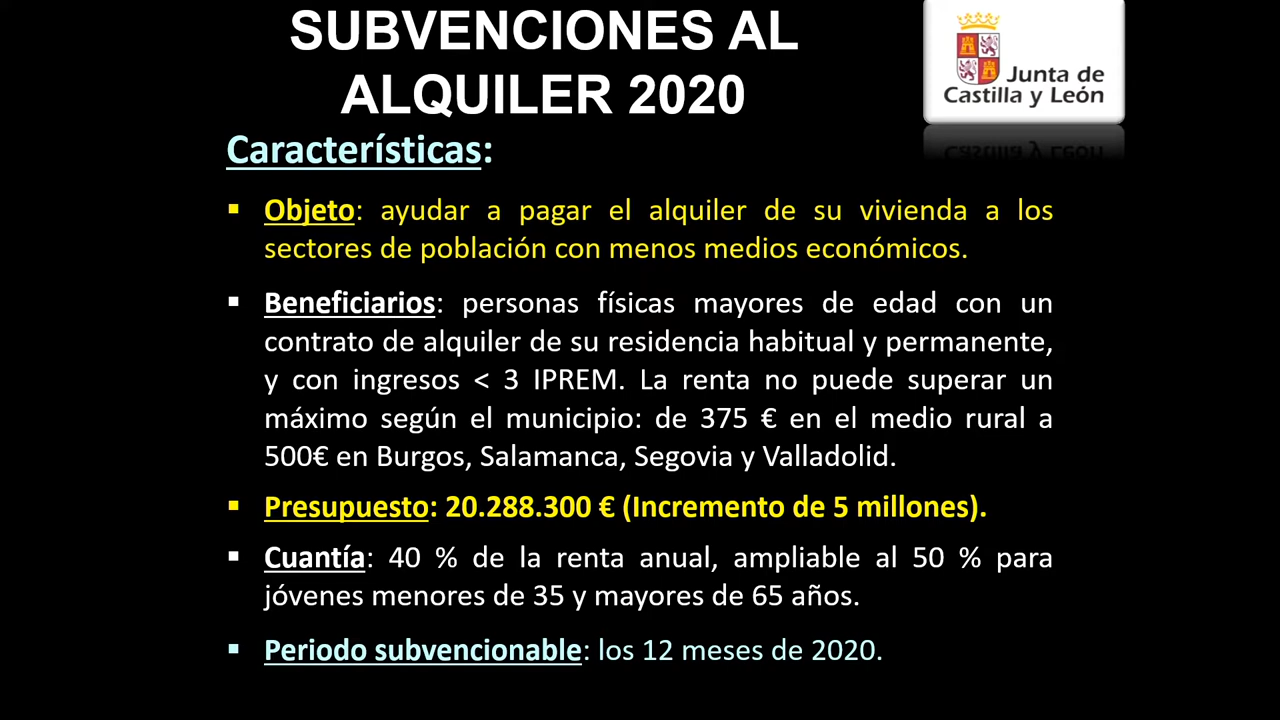 SUBVENCIONES AL
ALQUILER 2020
Junta de
Castilla y León
Características:
▪ Objeto: ayudar a pagar el alquiler de su vivienda a los
sectores de población con menos medios económicos.
▪ Beneficiarios: personas físicas mayores de edad con un
contrato de alquiler de su residencia habitual y permanente,
y con ingresos < 3 IPREM. La renta no puede superar un
máximo según el municipio: de 375 € en el medio rural a
500€ en Burgos, Salamanca, Segovia y Valladolid.
▪ Presupuesto: 20.288.300 € (Incremento de 5 millones).
▪ Cuantía: 40 % de la renta anual, ampliable al 50 % para
jóvenes menores de 35 y mayores de 65 años.
▪ Periodo subvencionable: los 12 meses de 2020.